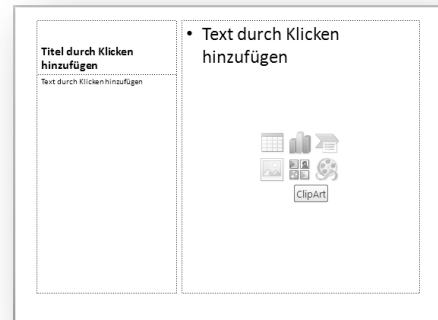 Titel durch Klicken
hinzufügen
Text durch Klicken hinzufügen
• Text durch Klicken
hinzufügen
ClipArt